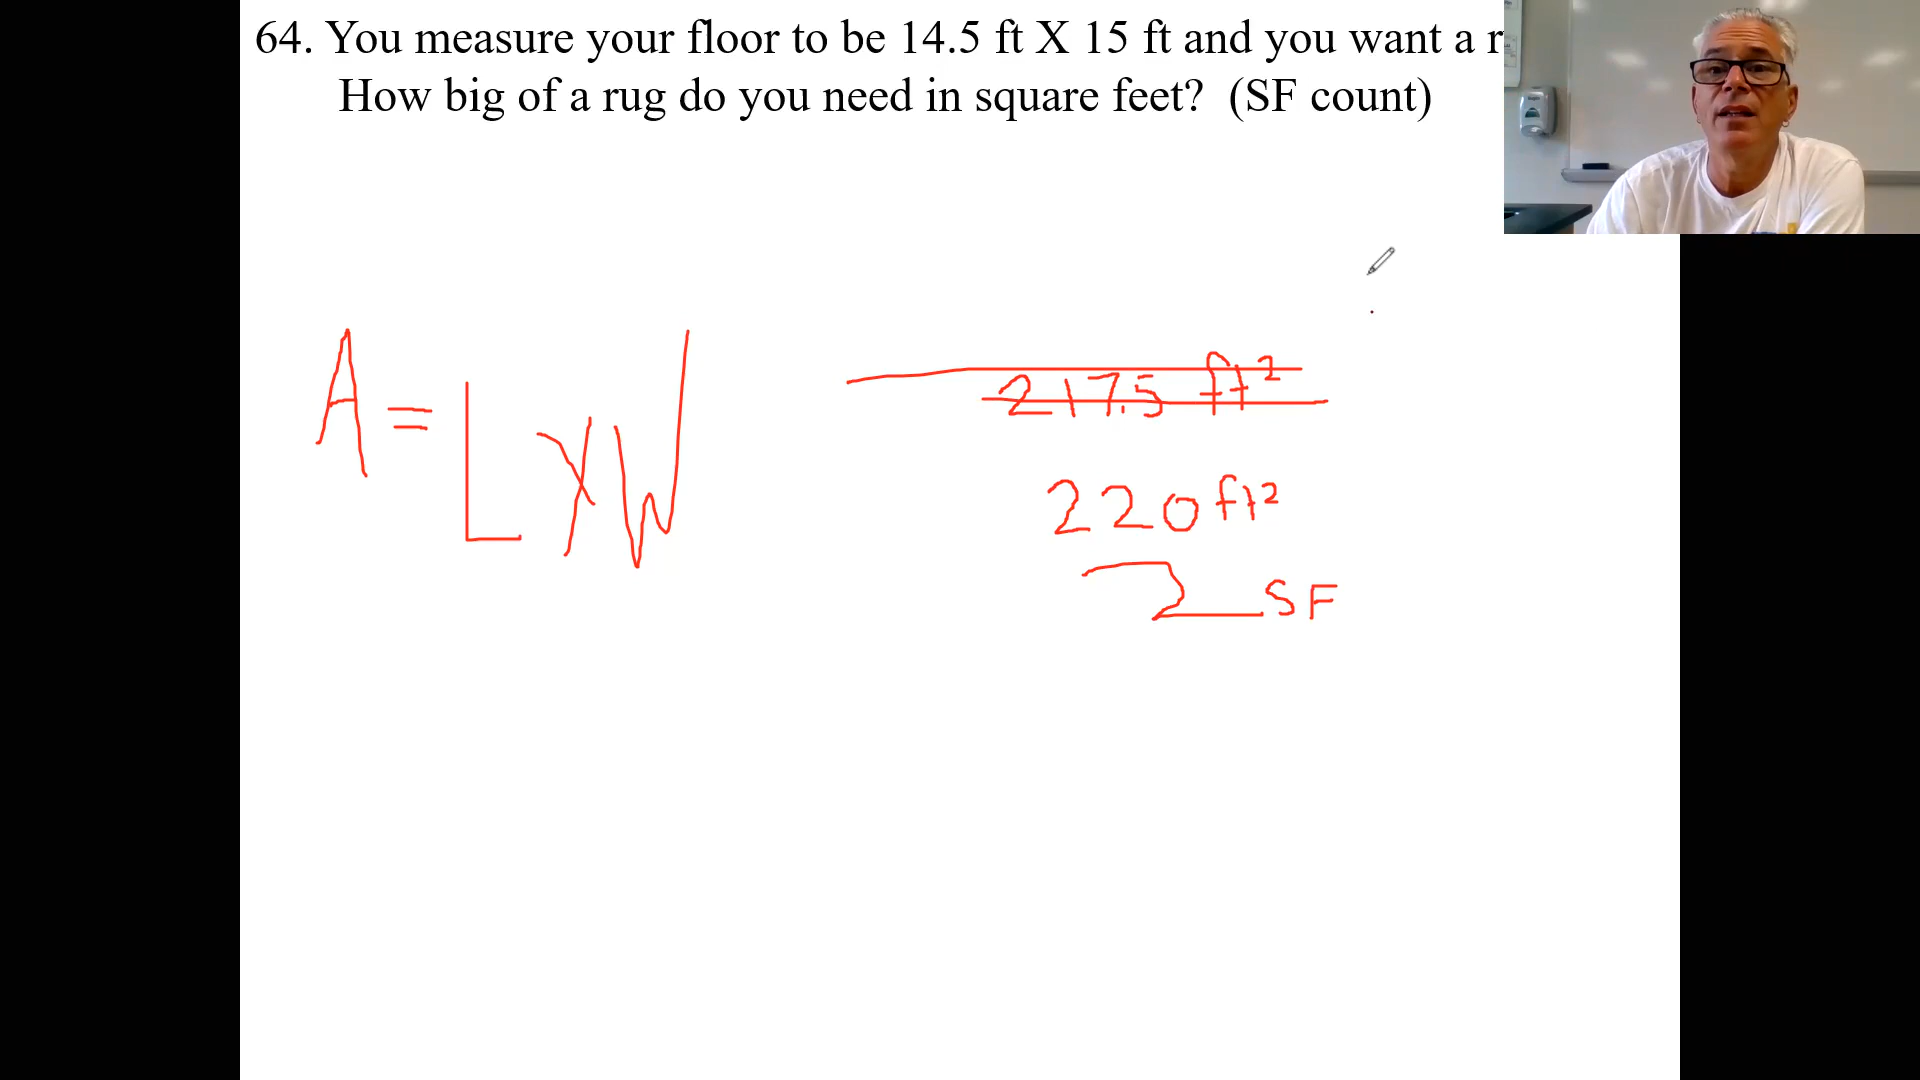 64. You measure your floor to be 14.5 ft X 15 ft and you want a r
How big of a rug do you need in square feet? (SF count)
A = L x W
217.5 ft²
220 ft²
2 SF